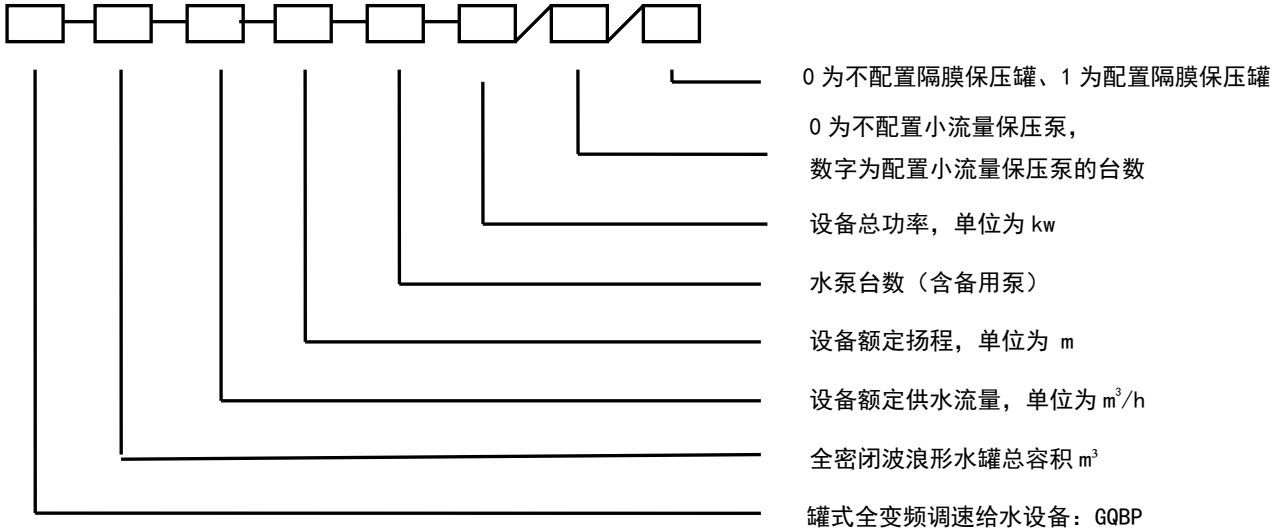 0为不配置隔膜保压罐、1为配置隔膜保压罐
0为不配置小流量保压泵，
数字为配置小流量保压泵的台数
设备总功率，单位为kw
水泵台数（含备用泵）
设备额定扬程，单位为 m
设备额定供水流量，单位为m³/h
全密闭波浪形水罐总容积m³
罐式全变频调速给水设备：GQBP